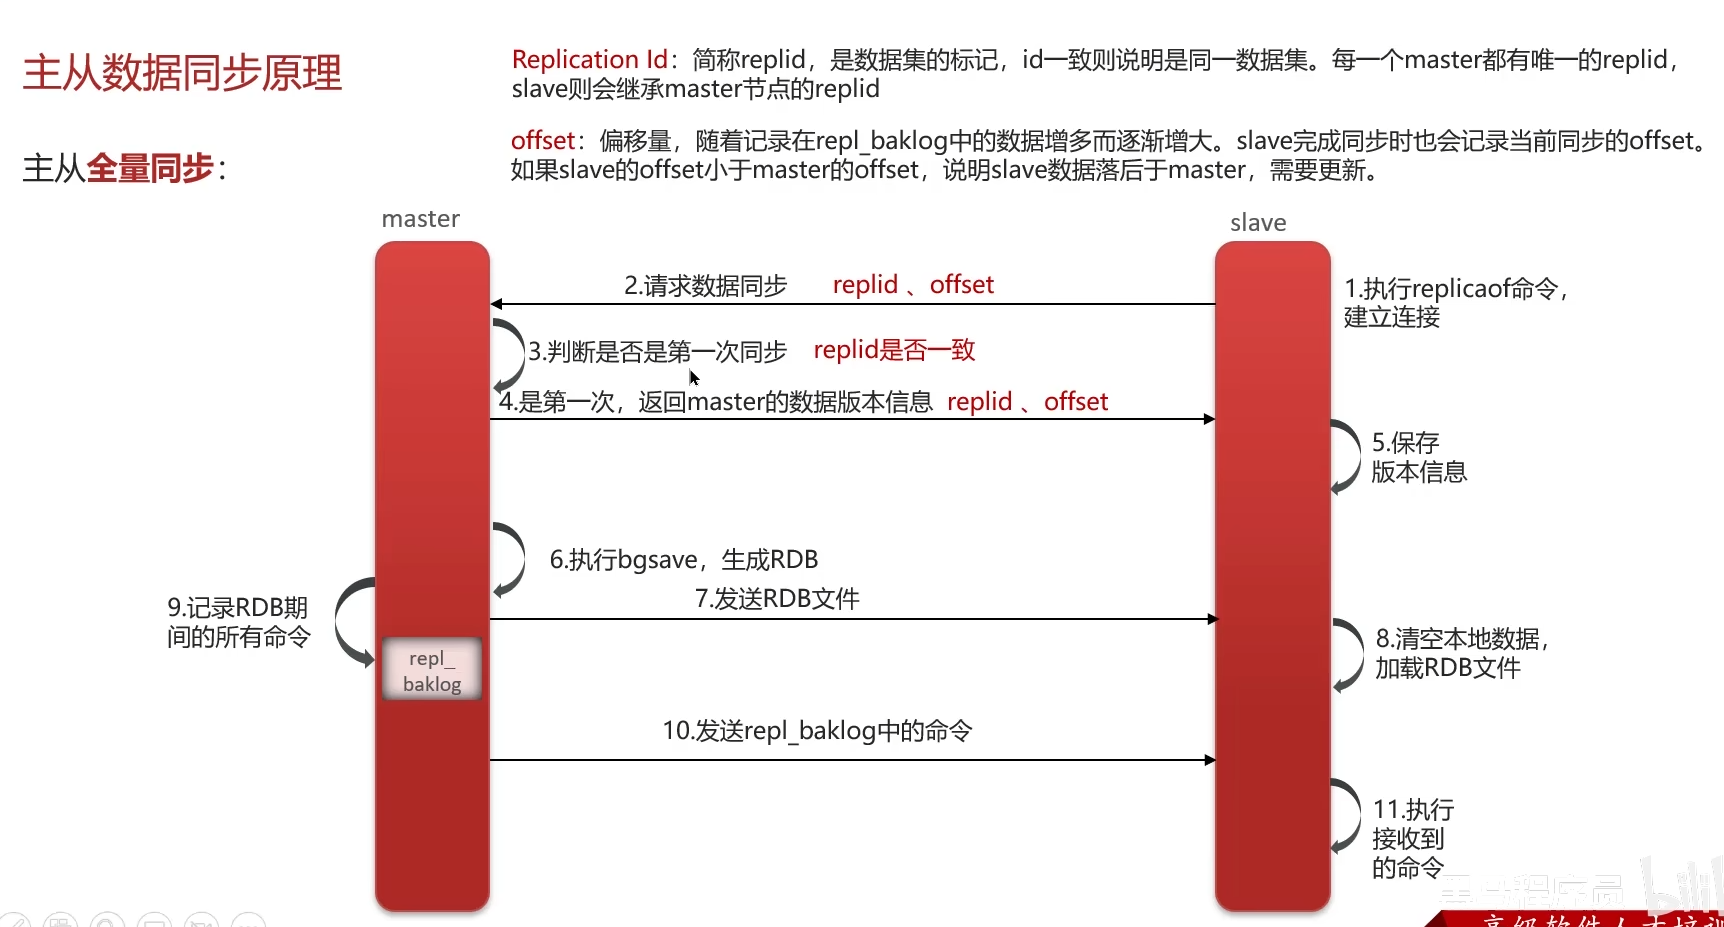 主从数据同步原理
Replication Id：简称replid，是数据集的标记，id一致则说明是同一数据集。每一个master都有唯一的replid，
slave则会继承master节点的replid
offset：偏移量，随着记录在repl_baklog中的数据增多而逐渐增大。slave完成同步时也会记录当前同步的offset。
如果slave的offset小于master的offset，说明slave数据落后于master，需要更新。
主从全量同步：
master
slave
1.执行replicaof命令，
建立连接
2.请求数据同步 replid 、offset
3.判断是否是第一次同步 replid是否一致
4.是第一次，返回master的数据版本信息 replid 、offset
5.保存
版本信息
6.执行bgsave，生成RDB
7.发送RDB文件
8.清空本地数据，
加载RDB文件
9.记录RDB期
间的所有命令
repl_
baklog
10.发送repl_baklog中的命令
11.执行
接收到
的命令
程序员
高级软件人才培训